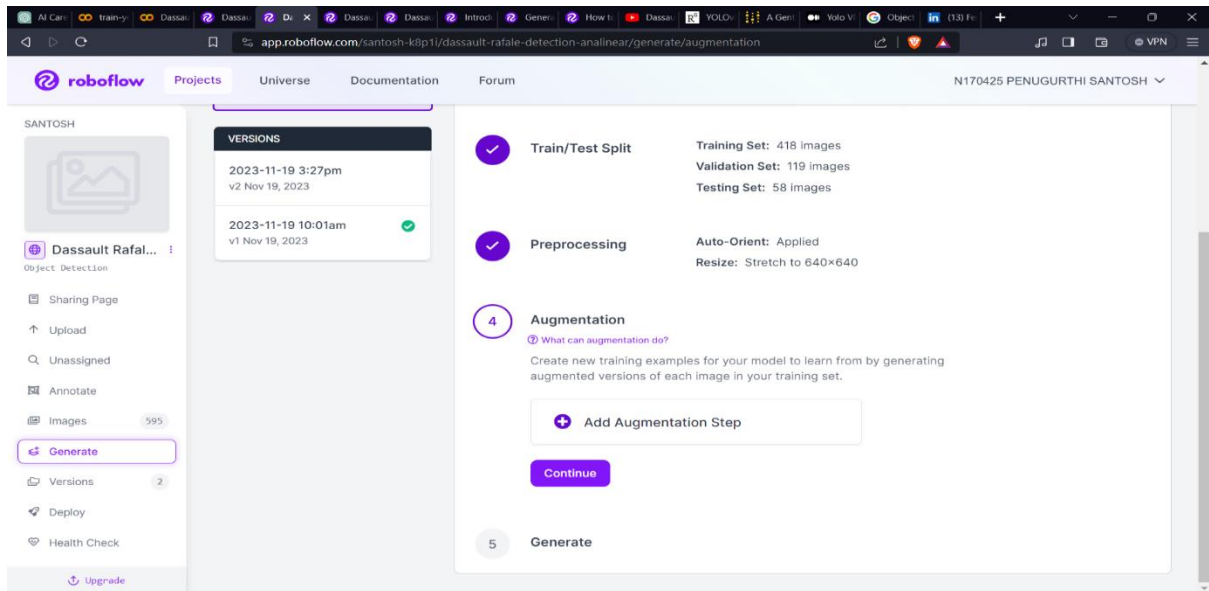 AI Care
train-y
Dassau
Dassau
Da
Dassau
Dassau
Introdu
Genera
How to
Dassau
YOLOv
A Gent
Yolo V
Object
(13) Fe
app.roboflow.com/santosh-k8p1i/dassault-rafale-detection-analinear/generate/augmentation
VPN
roboflow
Projects
Universe
Documentation
Forum
N170425 PENUGURTHI SANTOSH
SANTOSH
Dassault Rafal...
Object Detection
Sharing Page
Upload
Unassigned
Annotate
Images 595
Generate
Versions 2
Deploy
Health Check
Upgrade
VERSIONS
2023-11-19 3:27pm
v2 Nov 19, 2023
2023-11-19 10:01am
v1 Nov 19, 2023
Train/Test Split
Training Set: 418 images
Validation Set: 119 images
Testing Set: 58 images
Preprocessing
Auto-Orient: Applied
Resize: Stretch to 640×640
4
Augmentation
What can augmentation do?
Create new training examples for your model to learn from by generating
augmented versions of each image in your training set.
Add Augmentation Step
Continue
5
Generate